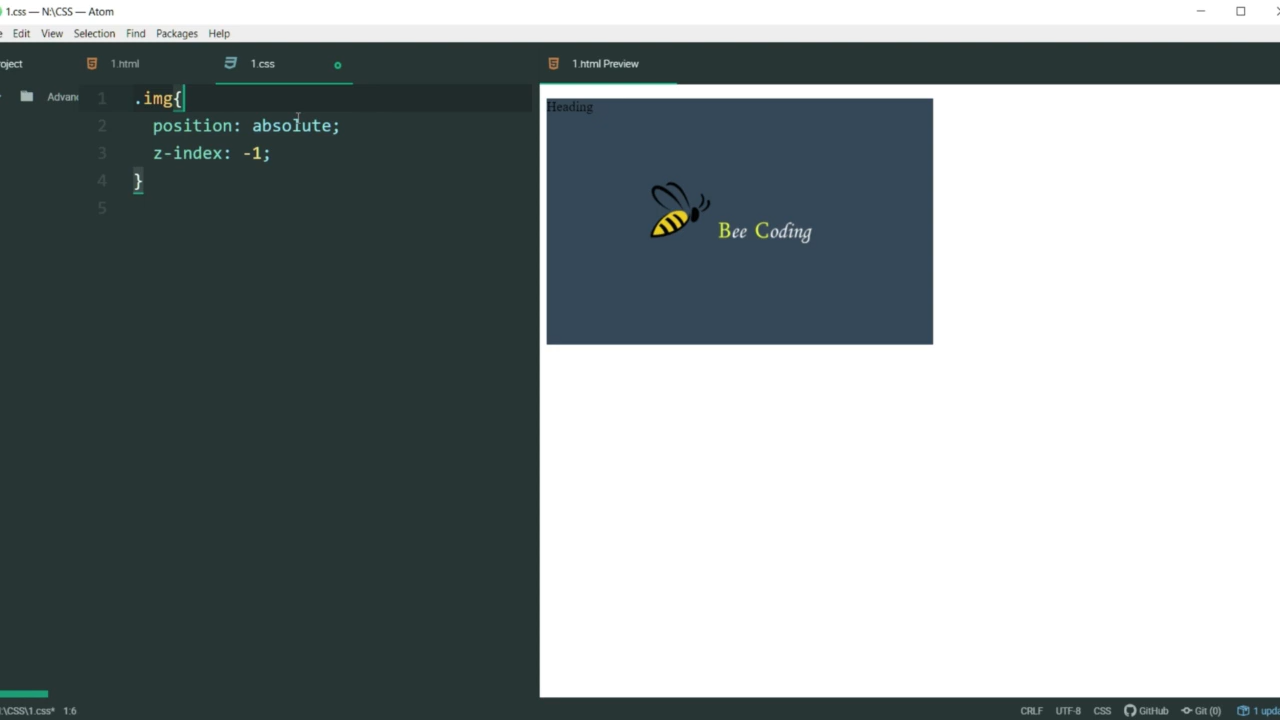 1.css — N:\CSS — Atom
Edit View Selection Find Packages Help
oject
1.html
1.css
1.html Preview
Advanc
1 .img{
2 position: absolute;
3 z-index: -1;
4 }
5
Heading
Bee Coding
:\CSS\1.css* 1:6
CRLF UTF-8 CSS GitHub Git (0) 1 upda